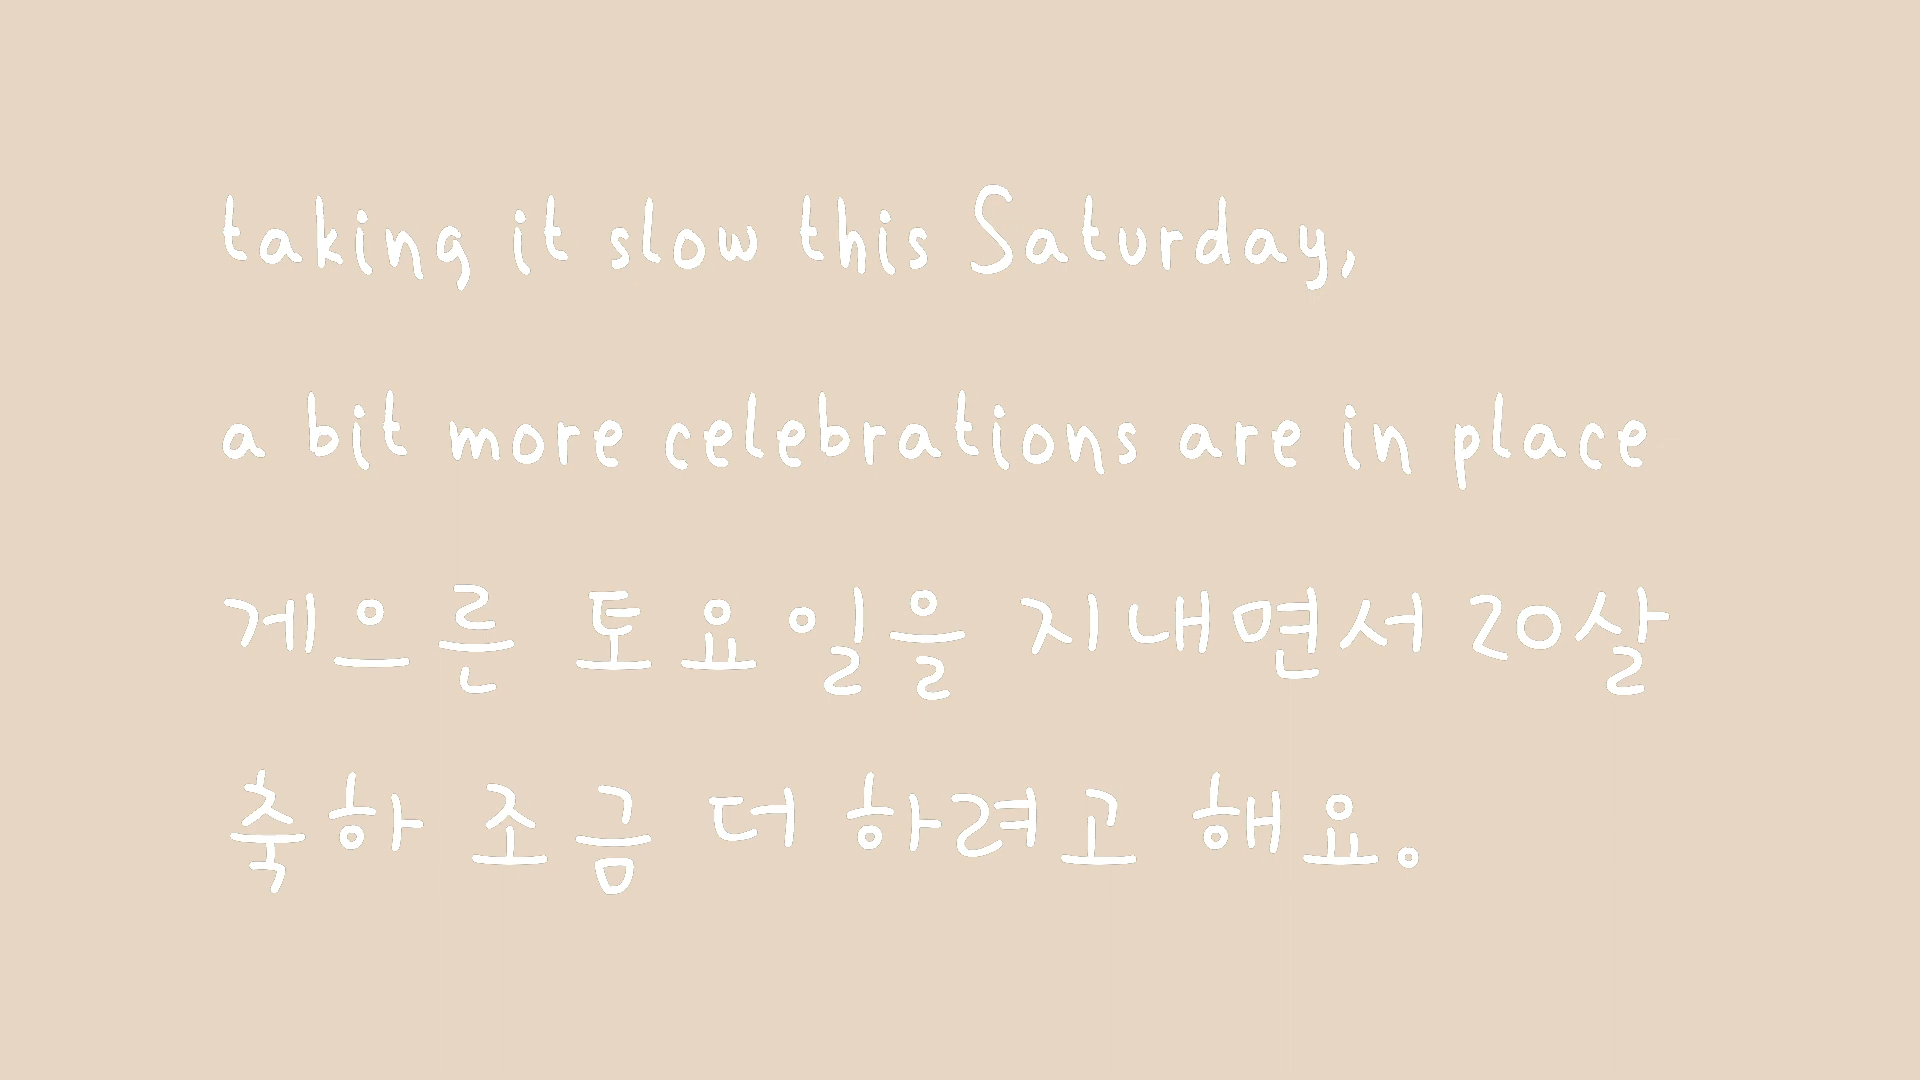 taking it slow this Saturday,
a bit more celebrations are in place
게으른 토요일을 지내면서 20살
축하 조금 더 하려고 해요.